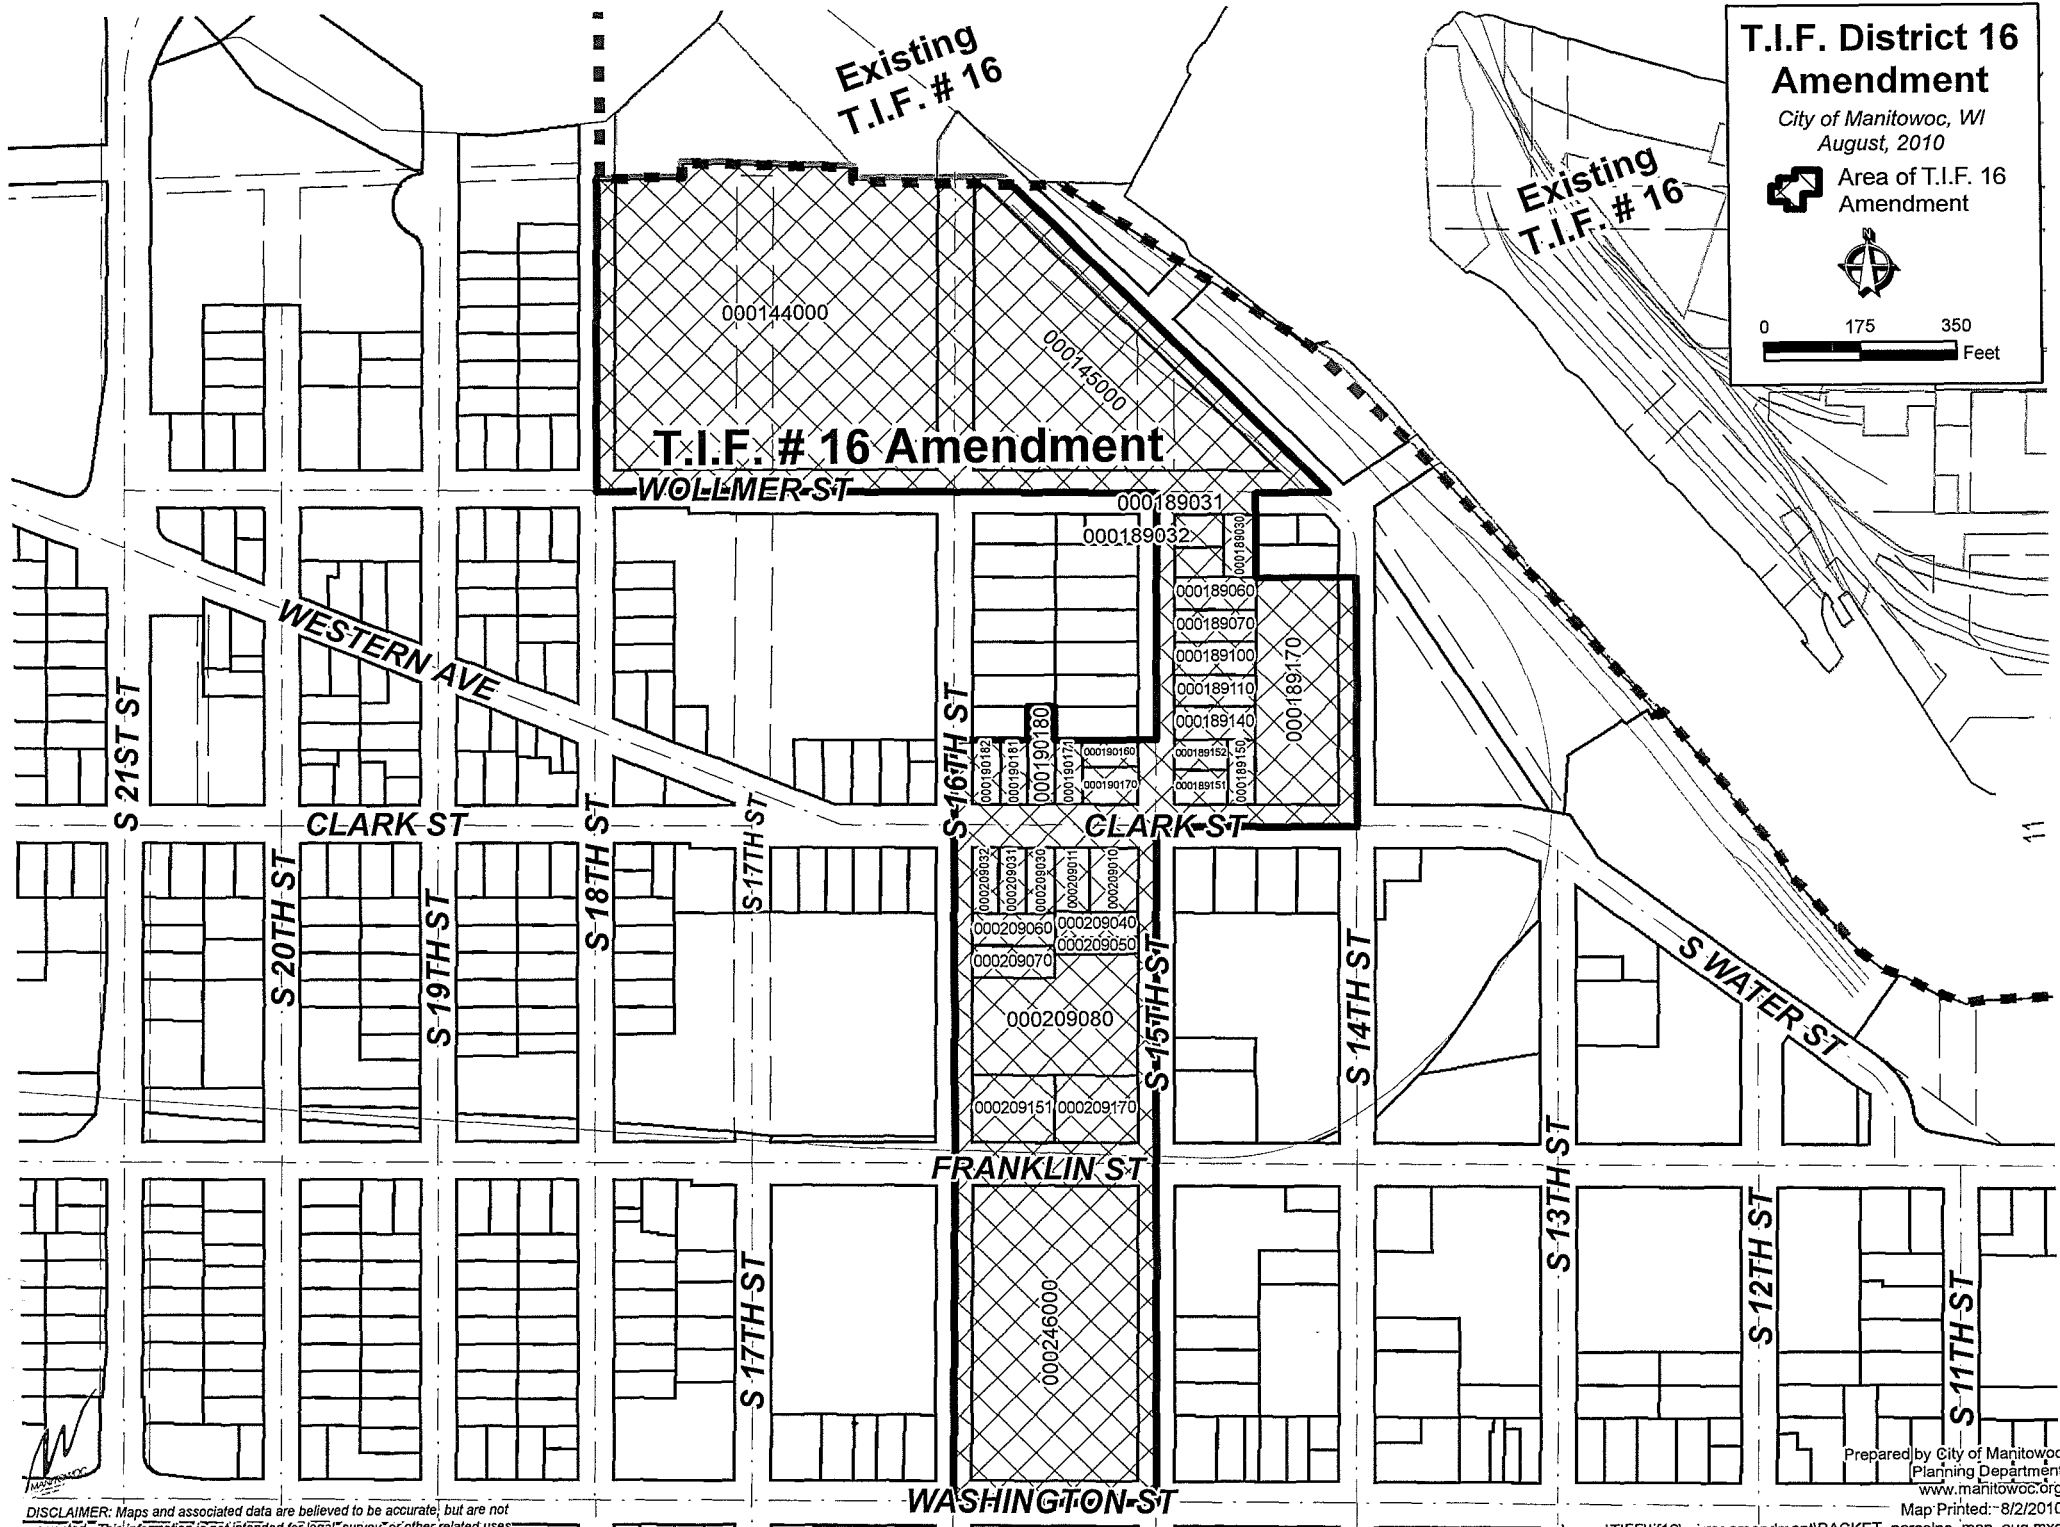 T.I.F. District 16
Amendment
City of Manitowoc, WI
August, 2010
Area of T.I.F. 16
Amendment
N
0 175 350
Feet
Existing
T.I.F. # 16
Existing
T.I.F. # 16
000144000
000145000
T.I.F. # 16 Amendment
WOLLMER ST
000189031
000189032
000189030
000189060
000189070
000189100
000189110
000189140
000189170
000189152
000189151
000189150
000190182
000190181
000190180
000190171
000190160
000190170
WESTERN AVE
S 21ST ST
S 16TH ST
CLARK ST
CLARK ST
S 20TH ST
S 19TH ST
S 18TH ST
S 17TH ST
000209032
000209031
000209030
000209011
000209010
000209060
000209040
000209050
000209070
000209080
000209151
000209170
S 15TH ST
S 14TH ST
S WATER ST
11
FRANKLIN ST
000246000
S 17TH ST
S 13TH ST
S 12TH ST
S 11TH ST
WASHINGTON ST
MANITOWOC
Prepared by City of Manitowoc
Planning Department
www.manitowoc.org
Map Printed: 8/2/2010
DISCLAIMER: Maps and associated data are believed to be accurate, but are not